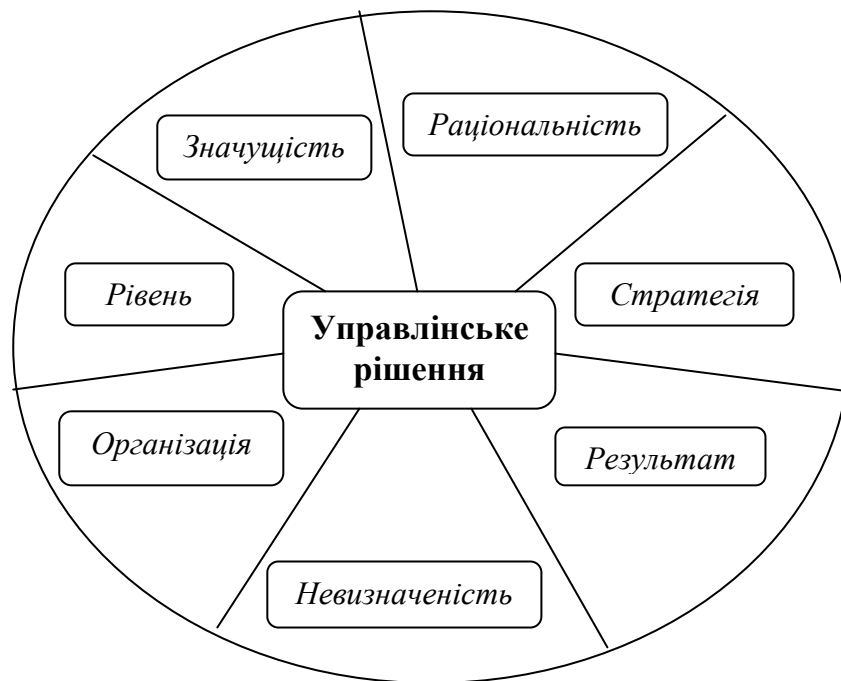 Значущість
Раціональність
Рівень
Стратегія
Управлінське
рішення
Організація
Результат
Невизначеність